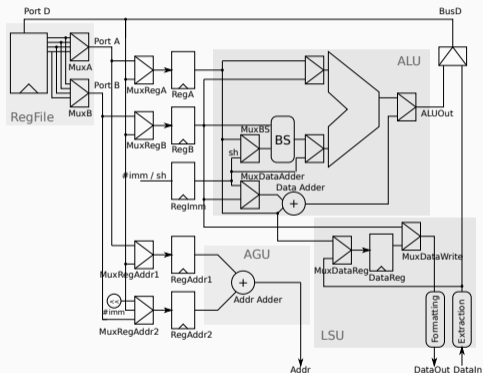 Port D
BusD
Port A
MuxA
ALU
Port B
MuxRegA
RegA
MuxB
ALUOut
RegFile
MuxBS
BS
MuxRegB
RegB
sh
#imm / sh
MuxDataAdder
Data Adder
+
RegImm
MuxDataWrite
AGU
MuxDataReg
DataReg
MuxRegAddr1
RegAddr1
+
<<
#imm
Addr Adder
Formatting
Extraction
MuxRegAddr2
RegAddr2
LSU
Addr
DataOut
DataIn